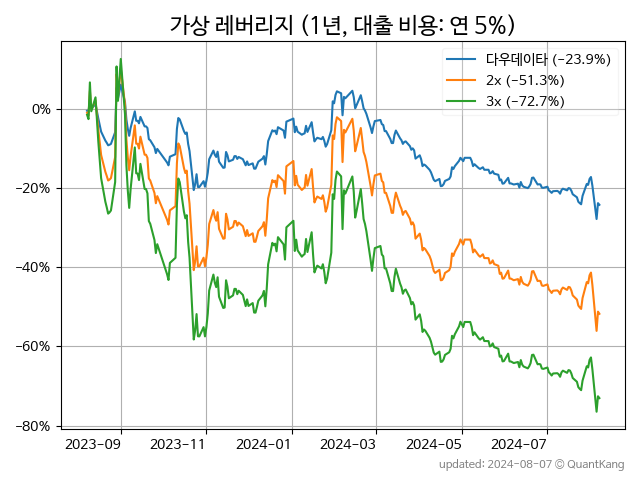 가상 레버리지 (1년, 대출 비용: 연 5%)
다우데이타 (−23.9%)
2x (−51.3%)
3x (−72.7%)
0%
−20%
−40%
−60%
−80%
2023-09 2023-11 2024-01 2024-03 2024-05 2024-07
updated: 2024-08-07 © QuantKang